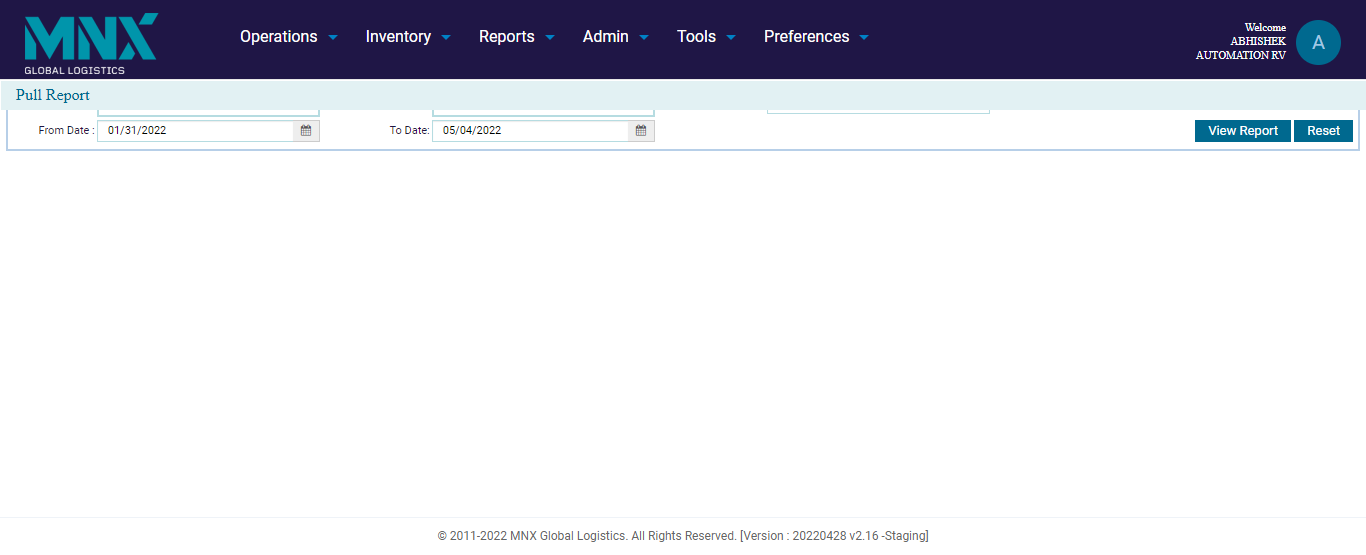 MNX
GLOBAL LOGISTICS
Operations Inventory Reports Admin Tools Preferences
Welcome
ABHISHEK
AUTOMATION RV
A
Pull Report
From Date : 01/31/2022 To Date: 05/04/2022 View Report Reset
© 2011-2022 MNX Global Logistics. All Rights Reserved. [Version : 20220428 v2.16 -Staging]